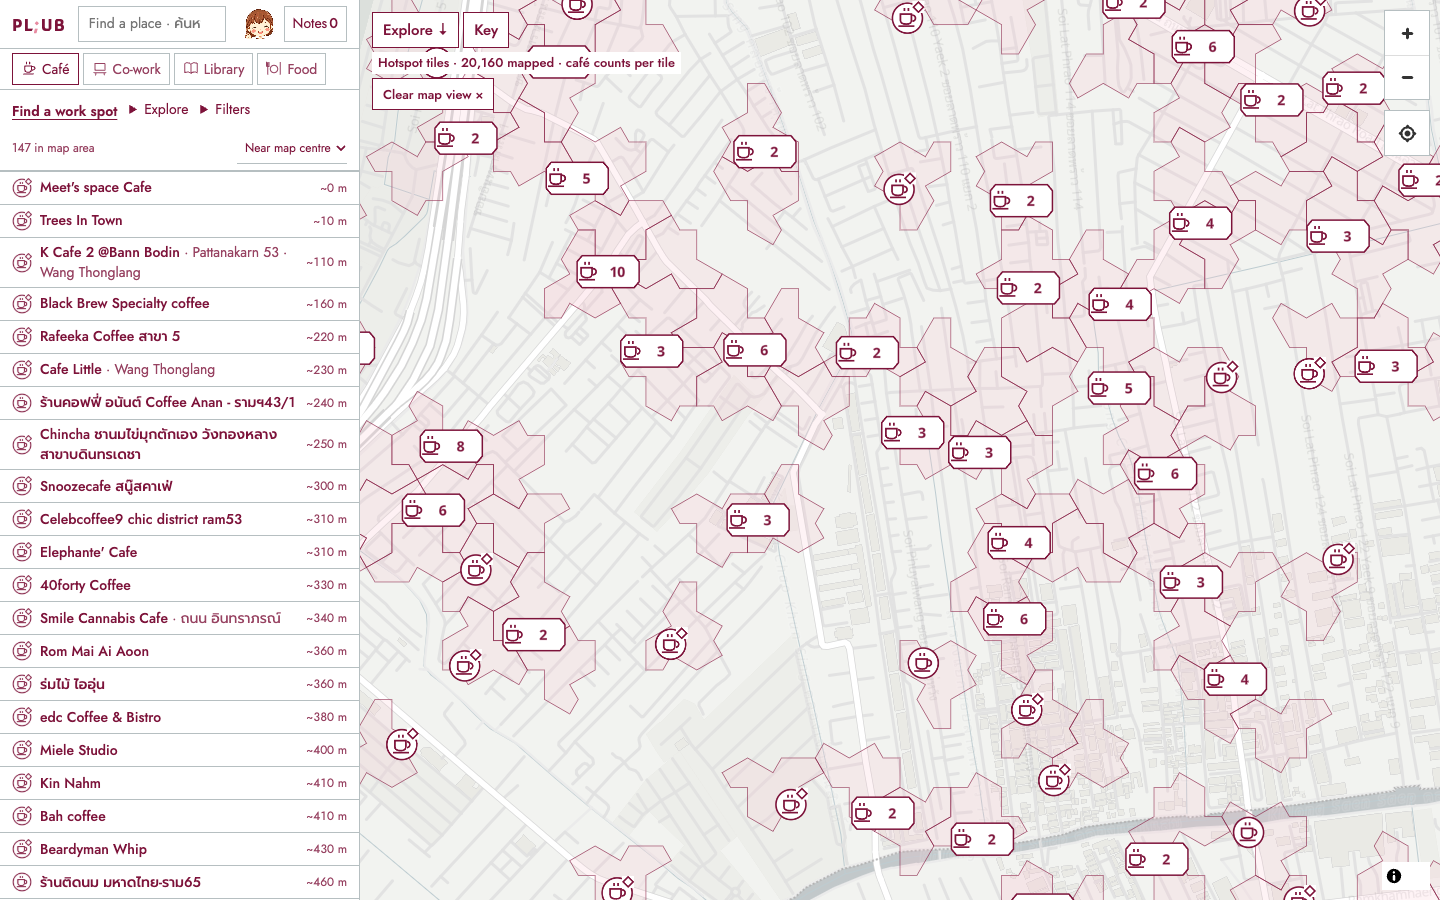 PL;UB
Find a place · ค้นหา
Notes 0
Café
Co-work
Library
Food
Find a work spot
Explore
Filters
147 in map area
Near map centre
Meet's space Cafe ~0 m
Trees In Town ~10 m
K Cafe 2 @Bann Bodin · Pattanakarn 53 ·
Wang Thonglang ~110 m
Black Brew Specialty coffee ~160 m
Rafeeka Coffee สาขา 5 ~220 m
Cafe Little · Wang Thonglang ~230 m
ร้านคอฟฟี่ อนันต์ Coffee Anan - รามฯ43/1 ~240 m
Chincha ชานมไข่มุกตักเอง วังทองหลาง
สาขาบดินทรเดชา ~250 m
Snoozecafe สนู๊สคาเฟ่ ~300 m
Celebcoffee9 chic district ram53 ~310 m
Elephante' Cafe ~310 m
40forty Coffee ~330 m
Smile Cannabis Cafe · ถนน อินทราภรณ์ ~340 m
Rom Mai Ai Aoon ~360 m
ร่มไม้ ไออุ่น ~360 m
edc Coffee & Bistro ~380 m
Miele Studio ~400 m
Kin Nahm ~410 m
Bah coffee ~410 m
Beardyman Whip ~430 m
ร้านติดนม มหาดไทย-ราม65 ~460 m
Explore ↓
Key
Hotspot tiles · 20,160 mapped · café counts per tile
Clear map view ×
+
−
2
6
2
2
2
5
2
2
2
4
3
10
2
4
3
6
2
5
3
3
3
8
6
6
3
4
3
2
6
4
2
2
2